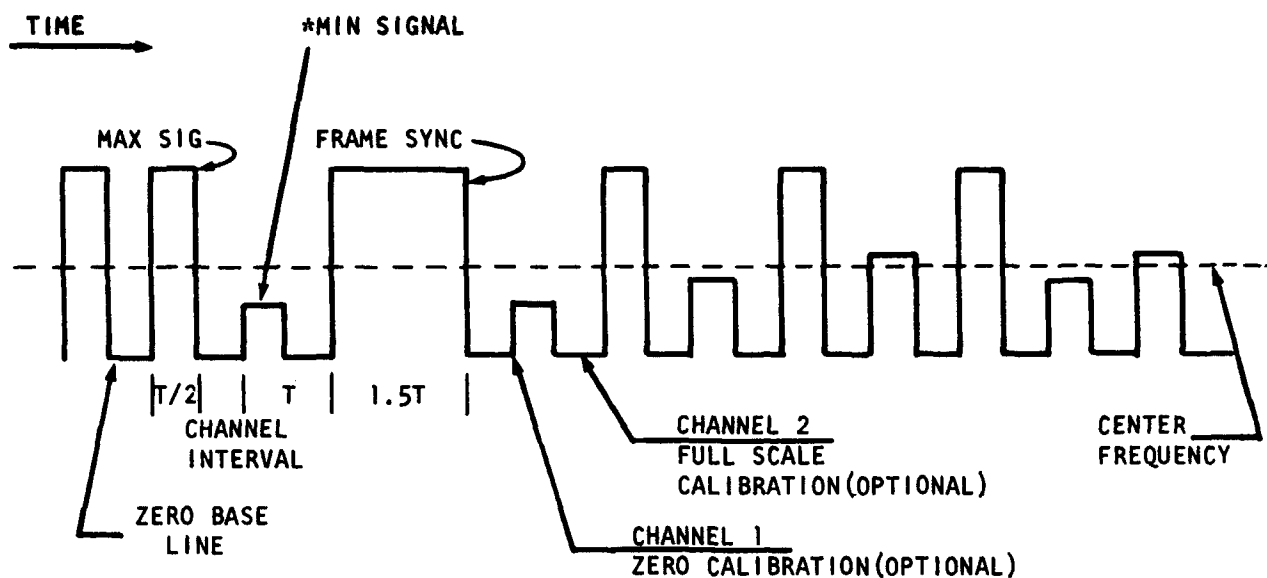 TIME
*MIN SIGNAL
MAX SIG
FRAME SYNC
T/2
T
1.5T
CHANNEL
INTERVAL
CHANNEL 2
FULL SCALE
CALIBRATION(OPTIONAL)
CENTER
FREQUENCY
ZERO BASE
LINE
CHANNEL 1
ZERO CALIBRATION(OPTIONAL)